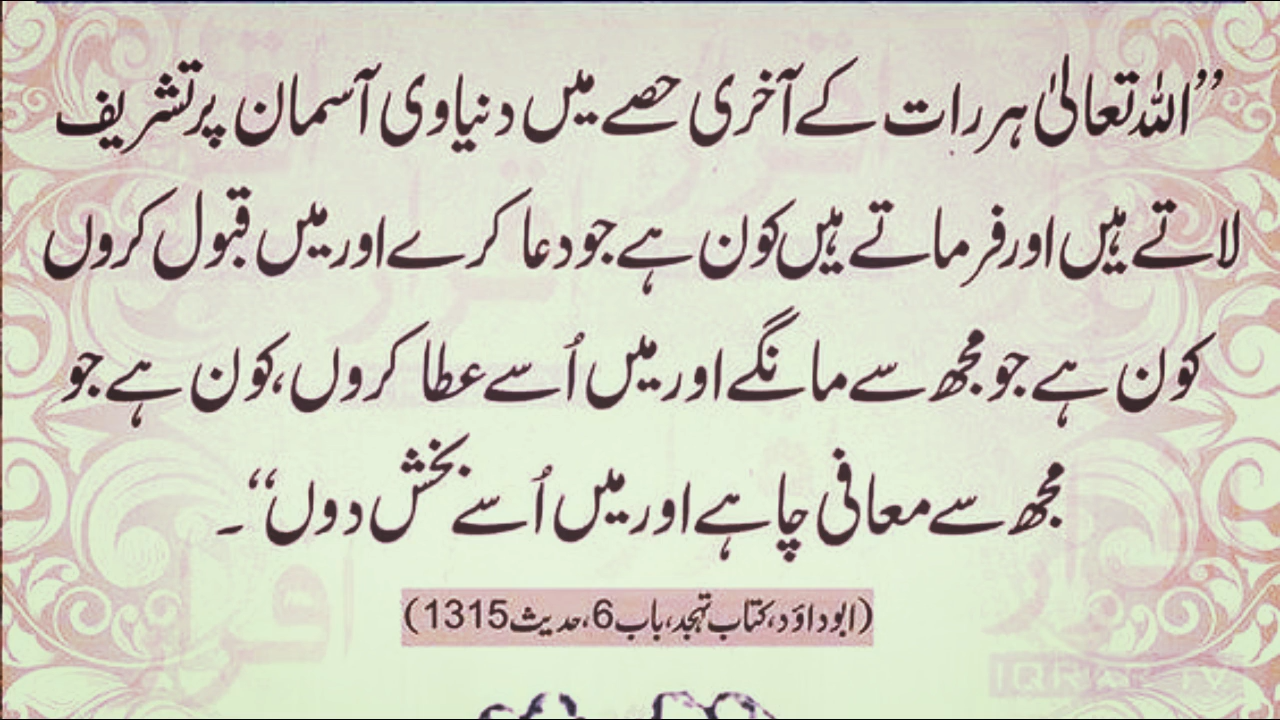 ”اللہ تعالیٰ ہر رات کے آخری حصے میں دنیاوی آسمان پر تشریف
لاتے ہیں اور فرماتے ہیں کون ہے جو دعا کرے اور میں قبول کروں
کون ہے جو مجھ سے مانگے اور میں اُسے عطا کروں، کون ہے جو
مجھ سے معافی چاہے اور میں اُسے بخش دوں“۔
(ابوداؤد، کتاب تہجد، باب 6، حدیث 1315)
IQRAE TV